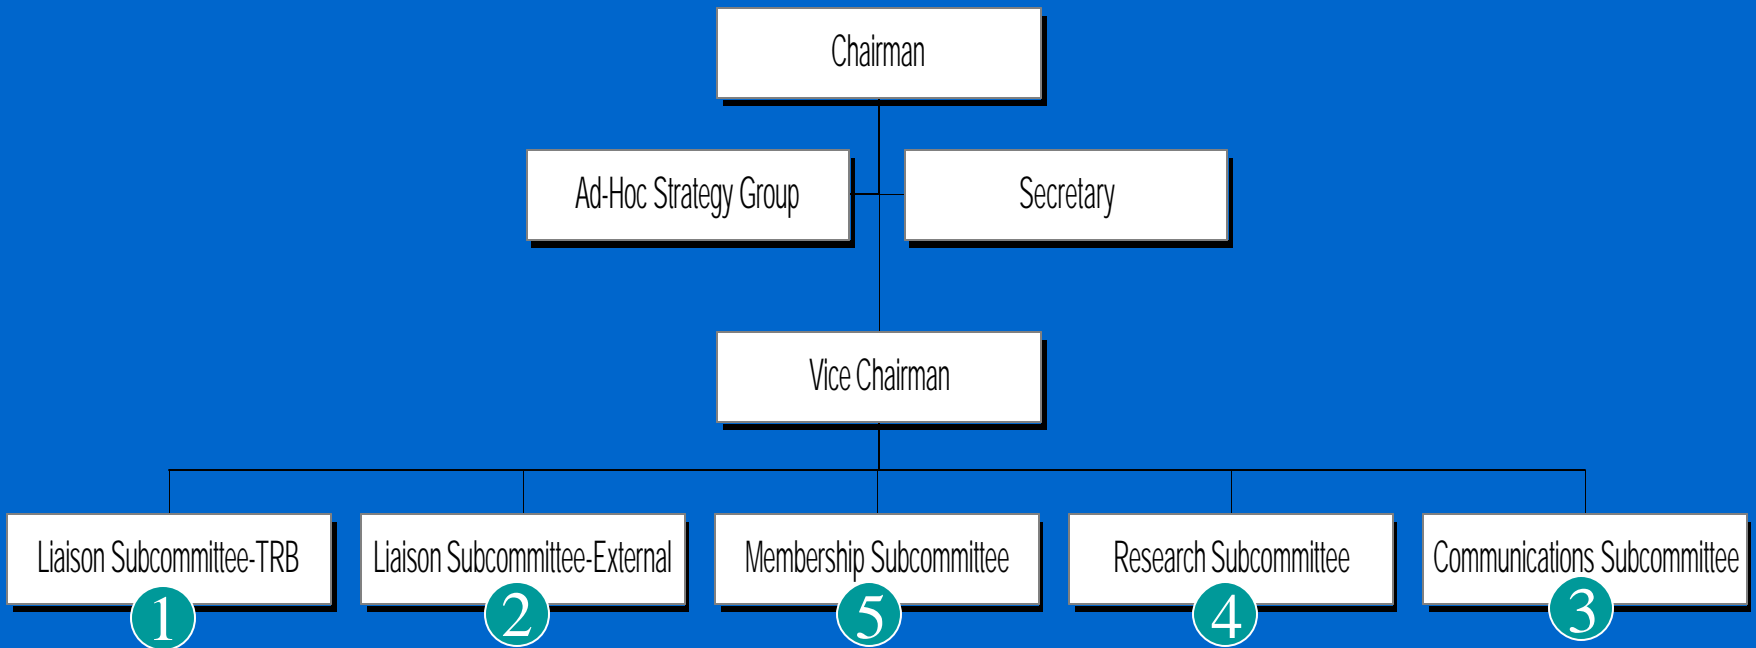 Chairman
Ad-Hoc Strategy Group
Secretary
Vice Chairman
Liaison Subcommittee-TRB
Liaison Subcommittee-External
Membership Subcommittee
Research Subcommittee
Communications Subcommittee
1
2
5
4
3